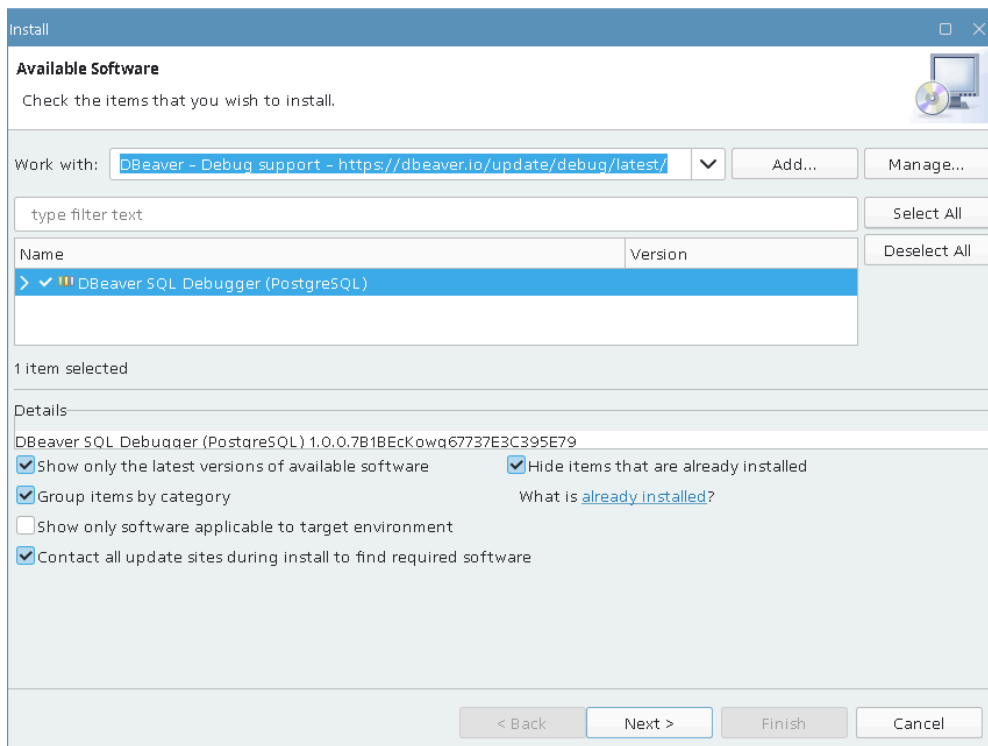 Install
Available Software
Check the items that you wish to install.
Work with: DBeaver - Debug support - https://dbeaver.io/update/debug/latest/ Add... Manage...
type filter text Select All
Name Version Deselect All
DBeaver SQL Debugger (PostgreSQL)
1 item selected
Details
DBeaver SQL Debugger (PostgreSQL) 1.0.0.7B1BEcKowq67737E3C395E79
Show only the latest versions of available software Hide items that are already installed
Group items by category What is already installed?
Show only software applicable to target environment
Contact all update sites during install to find required software
< Back Next > Finish Cancel